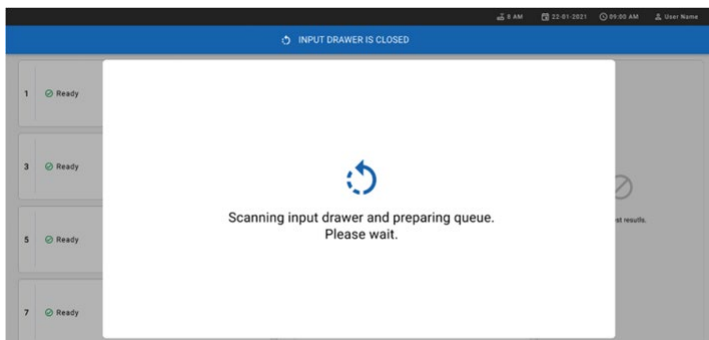 8 AM 22-01-2021 09:00 AM User Name
INPUT DRAWER IS CLOSED
1 Ready
3 Ready
Scanning input drawer and preparing queue.
Please wait.
st results.
5 Ready
7 Ready